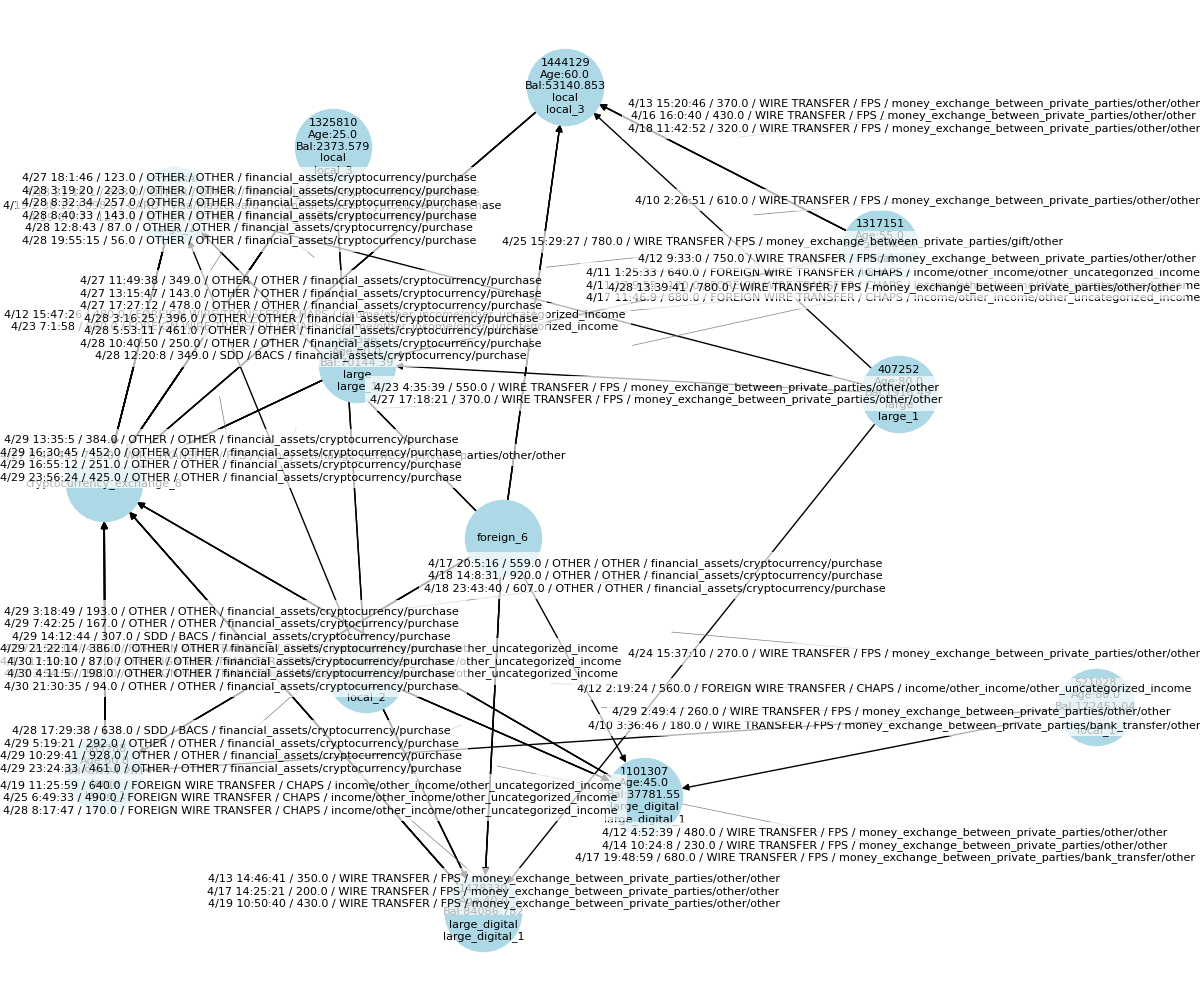 1444129
Age:60.0
Bal:53140.853
local
local_3
4/13 15:20:46 / 370.0 / WIRE TRANSFER / FPS / money_exchange_between_private_parties/other/other
4/16 16:0:40 / 430.0 / WIRE TRANSFER / FPS / money_exchange_between_private_parties/other/other
4/18 11:42:52 / 320.0 / WIRE TRANSFER / FPS / money_exchange_between_private_parties/other/other
1325810
Age:25.0
Bal:2373.579
local
local_3
4/27 18:1:46 / 123.0 / OTHER / OTHER / financial_assets/cryptocurrency/purchase
4/28 3:19:20 / 223.0 / OTHER / OTHER / financial_assets/cryptocurrency/purchase
4/28 8:32:34 / 257.0 / OTHER / OTHER / financial_assets/cryptocurrency/purchase
4/28 8:40:33 / 143.0 / OTHER / OTHER / financial_assets/cryptocurrency/purchase
4/28 12:8:43 / 87.0 / OTHER / OTHER / financial_assets/cryptocurrency/purchase
4/28 19:55:15 / 56.0 / OTHER / OTHER / financial_assets/cryptocurrency/purchase
4/10 2:26:51 / 610.0 / WIRE TRANSFER / FPS / money_exchange_between_private_parties/other/other
1317151
4/25 15:29:27 / 780.0 / WIRE TRANSFER / FPS / money_exchange_between_private_parties/gift/other
4/12 9:33:0 / 750.0 / WIRE TRANSFER / FPS / money_exchange_between_private_parties/other/other
4/11 1:25:33 / 640.0 / FOREIGN WIRE TRANSFER / CHAPS / income/other_income/other_uncategorized_income
4/28 13:39:41 / 780.0 / WIRE TRANSFER / FPS / money_exchange_between_private_parties/other/other
4/17 11:46:9 / 680.0 / FOREIGN WIRE TRANSFER / CHAPS / income/other_income/other_uncategorized_income
4/27 11:49:38 / 349.0 / OTHER / OTHER / financial_assets/cryptocurrency/purchase
4/27 13:15:47 / 143.0 / OTHER / OTHER / financial_assets/cryptocurrency/purchase
4/27 17:27:12 / 478.0 / OTHER / OTHER / financial_assets/cryptocurrency/purchase
4/12 15:47:2
4/28 3:16:25 / 396.0 / OTHER / OTHER / financial_assets/cryptocurrency/purchase
4/23 7:1:58 /
4/28 5:53:11 / 461.0 / OTHER / OTHER / financial_assets/cryptocurrency/purchase
4/28 10:40:50 / 250.0 / OTHER / OTHER / financial_assets/cryptocurrency/purchase
4/28 12:20:8 / 349.0 / SDD / BACS / financial_assets/cryptocurrency/purchase
large
407252
Age:80.0
large
large_1
4/23 4:35:39 / 550.0 / WIRE TRANSFER / FPS / money_exchange_between_private_parties/other/other
4/27 17:18:21 / 370.0 / WIRE TRANSFER / FPS / money_exchange_between_private_parties/other/other
4/29 13:35:5 / 384.0 / OTHER / OTHER / financial_assets/cryptocurrency/purchase
4/29 16:30:45 / 452.0 / OTHER / OTHER / financial_assets/cryptocurrency/purchase
4/29 16:55:12 / 251.0 / OTHER / OTHER / financial_assets/cryptocurrency/purchase
4/29 23:56:24 / 425.0 / OTHER / OTHER / financial_assets/cryptocurrency/purchase
cryptocurrency_exchange_8
foreign_6
4/17 20:5:16 / 559.0 / OTHER / OTHER / financial_assets/cryptocurrency/purchase
4/18 14:8:31 / 920.0 / OTHER / OTHER / financial_assets/cryptocurrency/purchase
4/18 23:43:40 / 607.0 / OTHER / OTHER / financial_assets/cryptocurrency/purchase
4/29 3:18:49 / 193.0 / OTHER / OTHER / financial_assets/cryptocurrency/purchase
4/29 7:42:25 / 167.0 / OTHER / OTHER / financial_assets/cryptocurrency/purchase
4/29 14:12:44 / 307.0 / SDD / BACS / financial_assets/cryptocurrency/purchase
4/29 21:22:14 / 386.0 / OTHER / OTHER / financial_assets/cryptocurrency/purchase
4/30 1:10:10 / 87.0 / OTHER / OTHER / financial_assets/cryptocurrency/purchase
4/30 4:11:5 / 198.0 / OTHER / OTHER / financial_assets/cryptocurrency/purchase
4/30 21:30:35 / 94.0 / OTHER / OTHER / financial_assets/cryptocurrency/purchase
local_2
4/24 15:37:10 / 270.0 / WIRE TRANSFER / FPS / money_exchange_between_private_parties/other/other
4/12 2:19:24 / 560.0 / FOREIGN WIRE TRANSFER / CHAPS / income/other_income/other_uncategorized_income
Bal:172451.04
4/29 2:49:4 / 260.0 / WIRE TRANSFER / FPS / money_exchange_between_private_parties/other/other
4/10 3:36:46 / 180.0 / WIRE TRANSFER / FPS / money_exchange_between_private_parties/bank_transfer/other
local_1
4/28 17:29:38 / 638.0 / SDD / BACS / financial_assets/cryptocurrency/purchase
4/29 5:19:21 / 292.0 / OTHER / OTHER / financial_assets/cryptocurrency/purchase
4/29 10:29:41 / 928.0 / OTHER / OTHER / financial_assets/cryptocurrency/purchase
4/29 23:24:33 / 461.0 / OTHER / OTHER / financial_assets/cryptocurrency/purchase
4/19 11:25:59 / 640.0 / FOREIGN WIRE TRANSFER / CHAPS / income/other_income/other_uncategorized_income
4/25 6:49:33 / 490.0 / FOREIGN WIRE TRANSFER / CHAPS / income/other_income/other_uncategorized_income
4/28 8:17:47 / 170.0 / FOREIGN WIRE TRANSFER / CHAPS / income/other_income/other_uncategorized_income
1101307
Age:45.0
Bal:37781.55
large_digital
large_digital_1
4/12 4:52:39 / 480.0 / WIRE TRANSFER / FPS / money_exchange_between_private_parties/other/other
4/14 10:24:8 / 230.0 / WIRE TRANSFER / FPS / money_exchange_between_private_parties/other/other
4/17 19:48:59 / 680.0 / WIRE TRANSFER / FPS / money_exchange_between_private_parties/bank_transfer/other
4/13 14:46:41 / 350.0 / WIRE TRANSFER / FPS / money_exchange_between_private_parties/other/other
4/17 14:25:21 / 200.0 / WIRE TRANSFER / FPS / money_exchange_between_private_parties/other/other
4/19 10:50:40 / 430.0 / WIRE TRANSFER / FPS / money_exchange_between_private_parties/other/other
Bal:84086.782
large_digital
large_digital_1